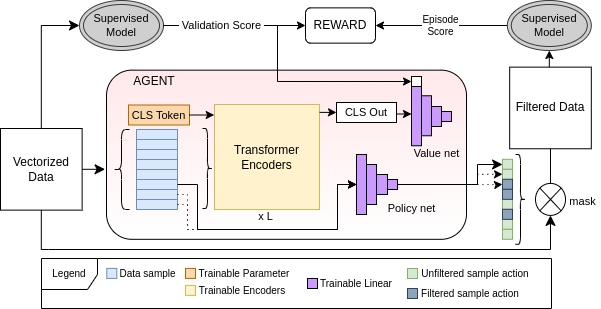 Supervised
Model
Validation Score
REWARD
Episode
Score
Supervised
Model
AGENT
CLS Token
CLS Out
Transformer
Encoders
Value net
Filtered Data
Vectorized
Data
Policy net
x L
mask
Legend
Data sample
Trainable Parameter
Trainable Encoders
Trainable Linear
Unfiltered sample action
Filtered sample action